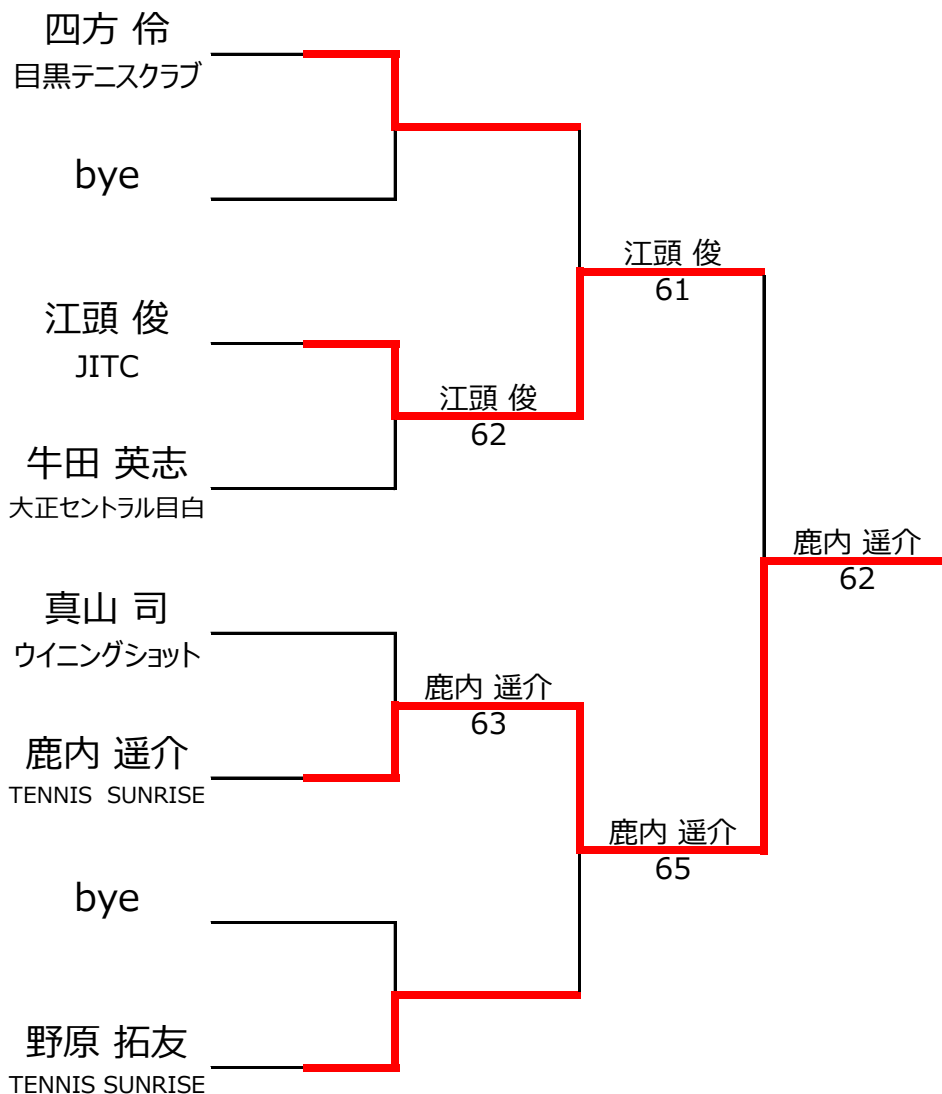 四方 伶
目黒テニスクラブ
bye
江頭 俊
JITC
牛田 英志
大正セントラル目白
真山 司
ウイニングショット
鹿内 遥介
TENNIS SUNRISE
bye
野原 拓友
TENNIS SUNRISE
江頭 俊
62
鹿内 遥介
63
江頭 俊
61
鹿内 遥介
65
鹿内 遥介
62